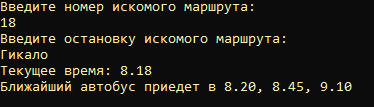 Введите номер искомого маршрута:
18
Введите остановку искомого маршрута:
Гикало
Текущее время: 8.18
Ближайший автобус приедет в 8.20, 8.45, 9.10